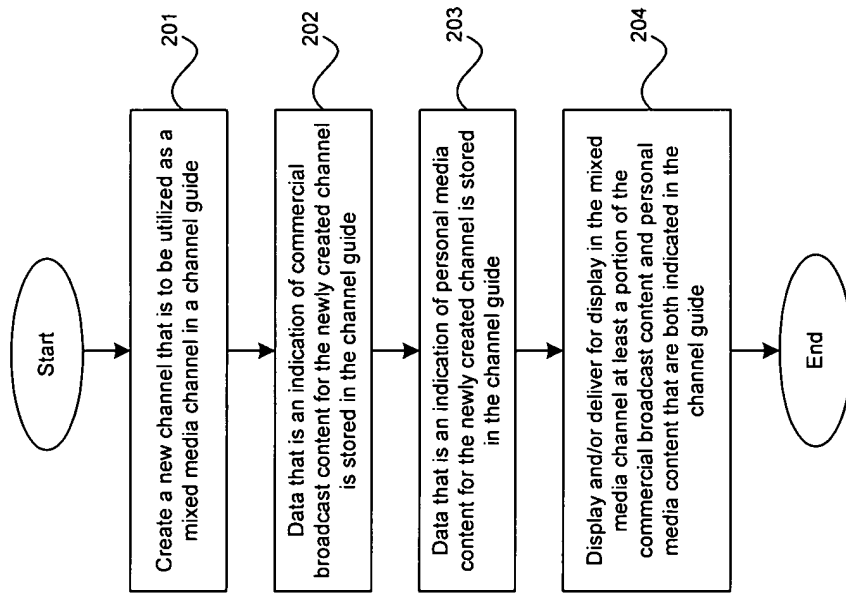 Start
Create a new channel that is to be utilized as a
mixed media channel in a channel guide
201
Data that is an indication of commercial
broadcast content for the newly created channel
is stored in the channel guide
202
Data that is an indication of personal media
content for the newly created channel is stored
in the channel guide
203
Display and/or deliver for display in the mixed
media channel at least a portion of the
commercial broadcast content and personal
media content that are both indicated in the
channel guide
204
End